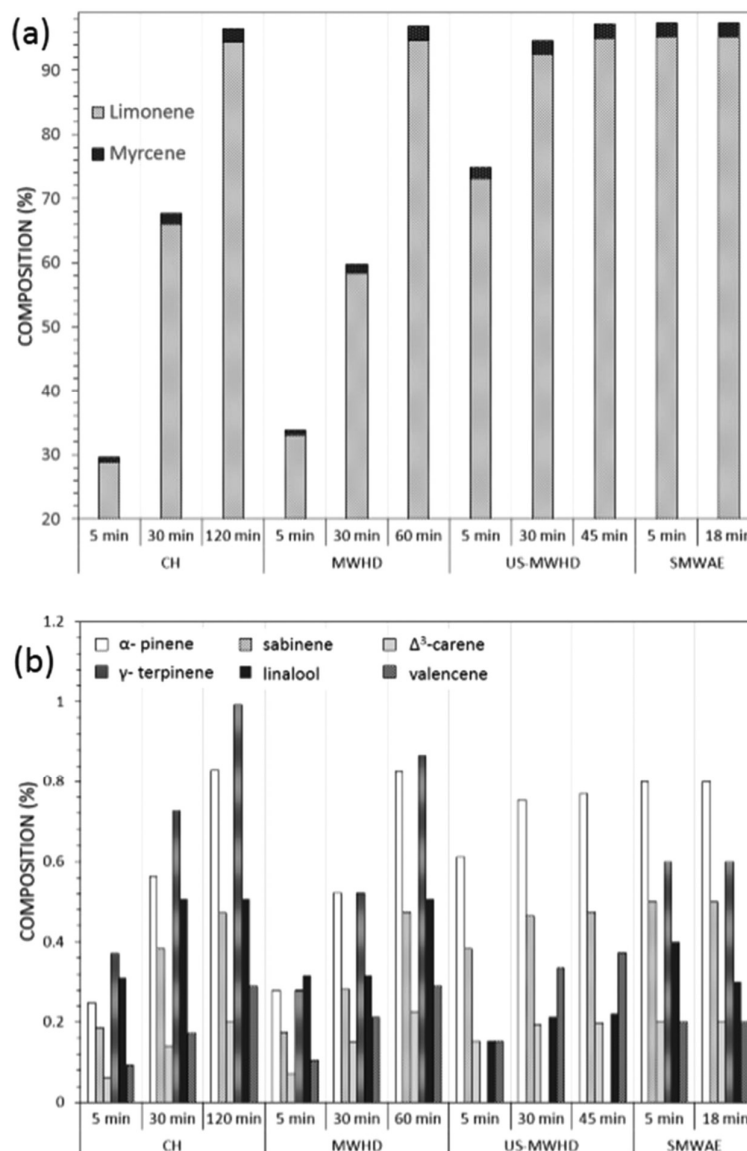 (a)
COMPOSITION (%)
90
80
70
60
50
40
30
20
Limonene
Myrcene
5 min 30 min 120 min 5 min 30 min 60 min 5 min 30 min 45 min 5 min 18 min
CH MWHD US-MWHD SMWAE
(b)
COMPOSITION (%)
1.2
1
0.8
0.6
0.4
0.2
0
α- pinene sabinene Δ³-carene
γ- terpinene linalool valencene
5 min 30 min 120 min 5 min 30 min 60 min 5 min 30 min 45 min 5 min 18 min
CH MWHD US-MWHD SMWAE